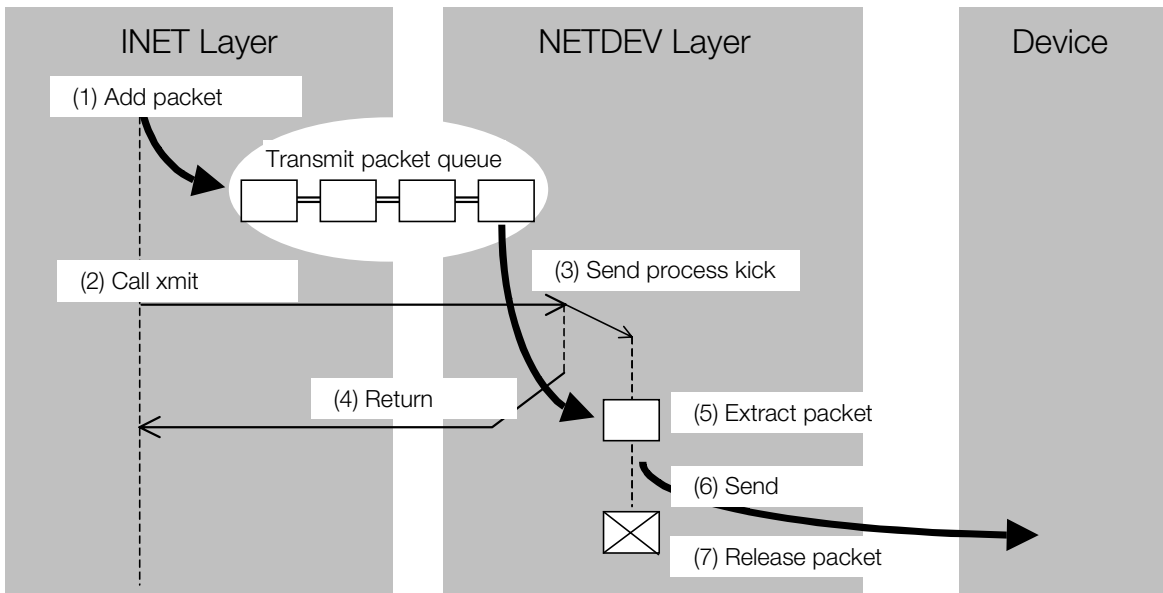 INET Layer
NETDEV Layer
Device
(1) Add packet
Transmit packet queue
(2) Call xmit
(3) Send process kick
(4) Return
(5) Extract packet
(6) Send
(7) Release packet